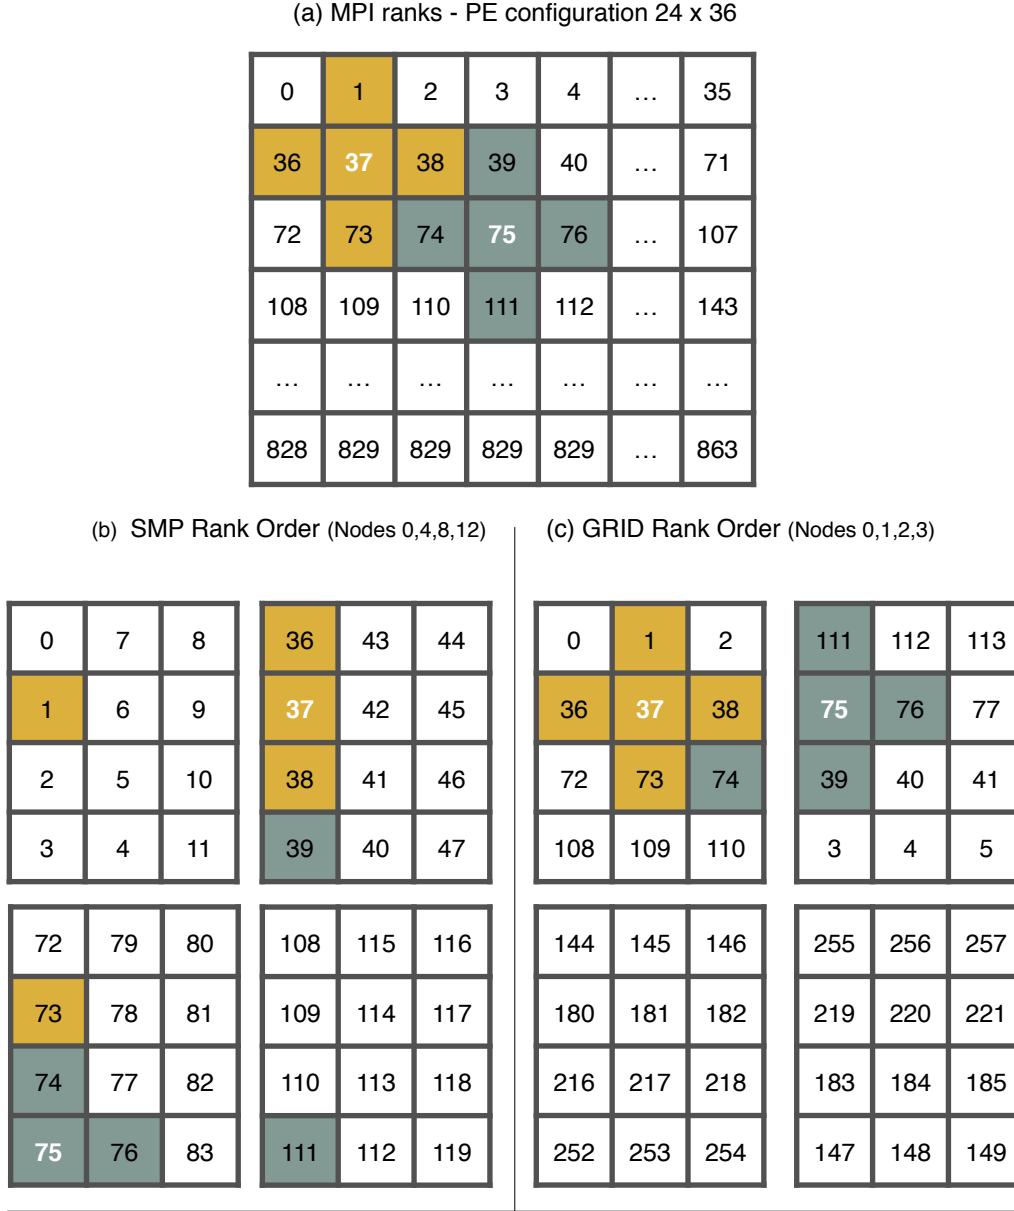 (a) MPI ranks - PE configuration 24 x 36
0 1 2 3 4 ... 35
36 37 38 39 40 ... 71
72 73 74 75 76 ... 107
108 109 110 111 112 ... 143
... ... ... ... ... ... ...
828 829 829 829 829 ... 863
(b) SMP Rank Order (Nodes 0,4,8,12)
0 7 8
1 6 9
2 5 10
3 4 11
36 43 44
37 42 45
38 41 46
39 40 47
72 79 80
73 78 81
74 77 82
75 76 83
108 115 116
109 114 117
110 113 118
111 112 119
(c) GRID Rank Order (Nodes 0,1,2,3)
0 1 2
36 37 38
72 73 74
108 109 110
111 112 113
75 76 77
39 40 41
3 4 5
144 145 146
180 181 182
216 217 218
252 253 254
255 256 257
219 220 221
183 184 185
147 148 149